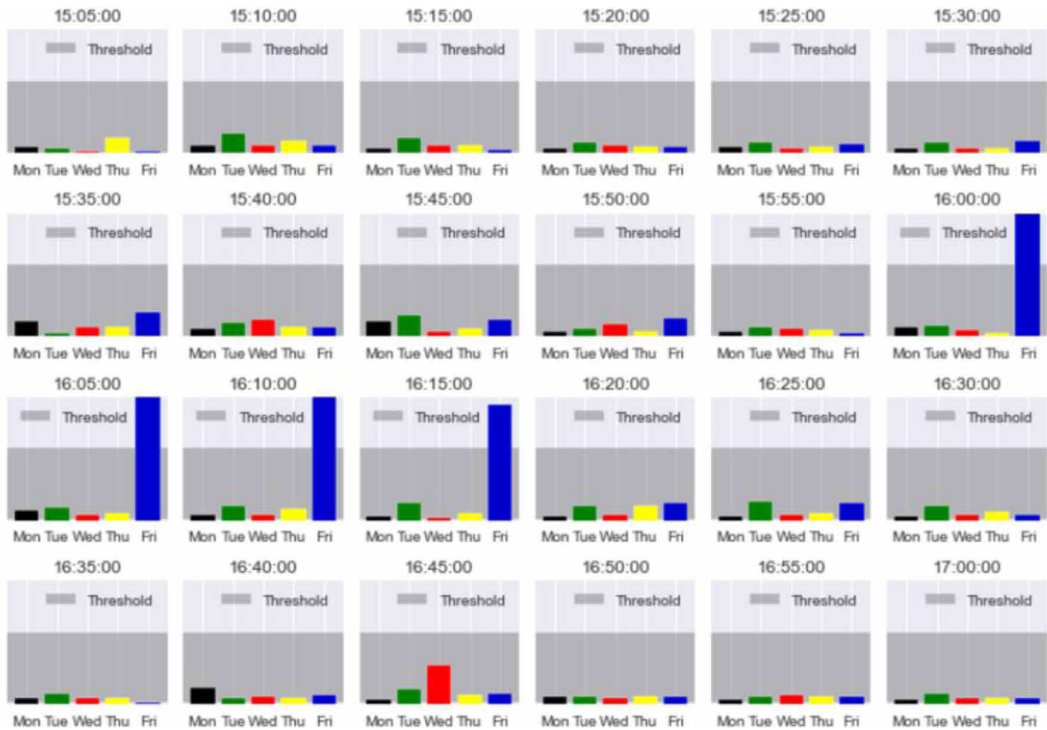 15:05:00 15:10:00 15:15:00 15:20:00 15:25:00 15:30:00
Threshold Threshold Threshold Threshold Threshold Threshold
Mon Tue Wed Thu Fri Mon Tue Wed Thu Fri Mon Tue Wed Thu Fri Mon Tue Wed Thu Fri Mon Tue Wed Thu Fri Mon Tue Wed Thu Fri
15:35:00 15:40:00 15:45:00 15:50:00 15:55:00 16:00:00
Threshold Threshold Threshold Threshold Threshold Threshold
Mon Tue Wed Thu Fri Mon Tue Wed Thu Fri Mon Tue Wed Thu Fri Mon Tue Wed Thu Fri Mon Tue Wed Thu Fri Mon Tue Wed Thu Fri
16:05:00 16:10:00 16:15:00 16:20:00 16:25:00 16:30:00
Threshold Threshold Threshold Threshold Threshold Threshold
Mon Tue Wed Thu Fri Mon Tue Wed Thu Fri Mon Tue Wed Thu Fri Mon Tue Wed Thu Fri Mon Tue Wed Thu Fri Mon Tue Wed Thu Fri
16:35:00 16:40:00 16:45:00 16:50:00 16:55:00 17:00:00
Threshold Threshold Threshold Threshold Threshold Threshold
Mon Tue Wed Thu Fri Mon Tue Wed Thu Fri Mon Tue Wed Thu Fri Mon Tue Wed Thu Fri Mon Tue Wed Thu Fri Mon Tue Wed Thu Fri